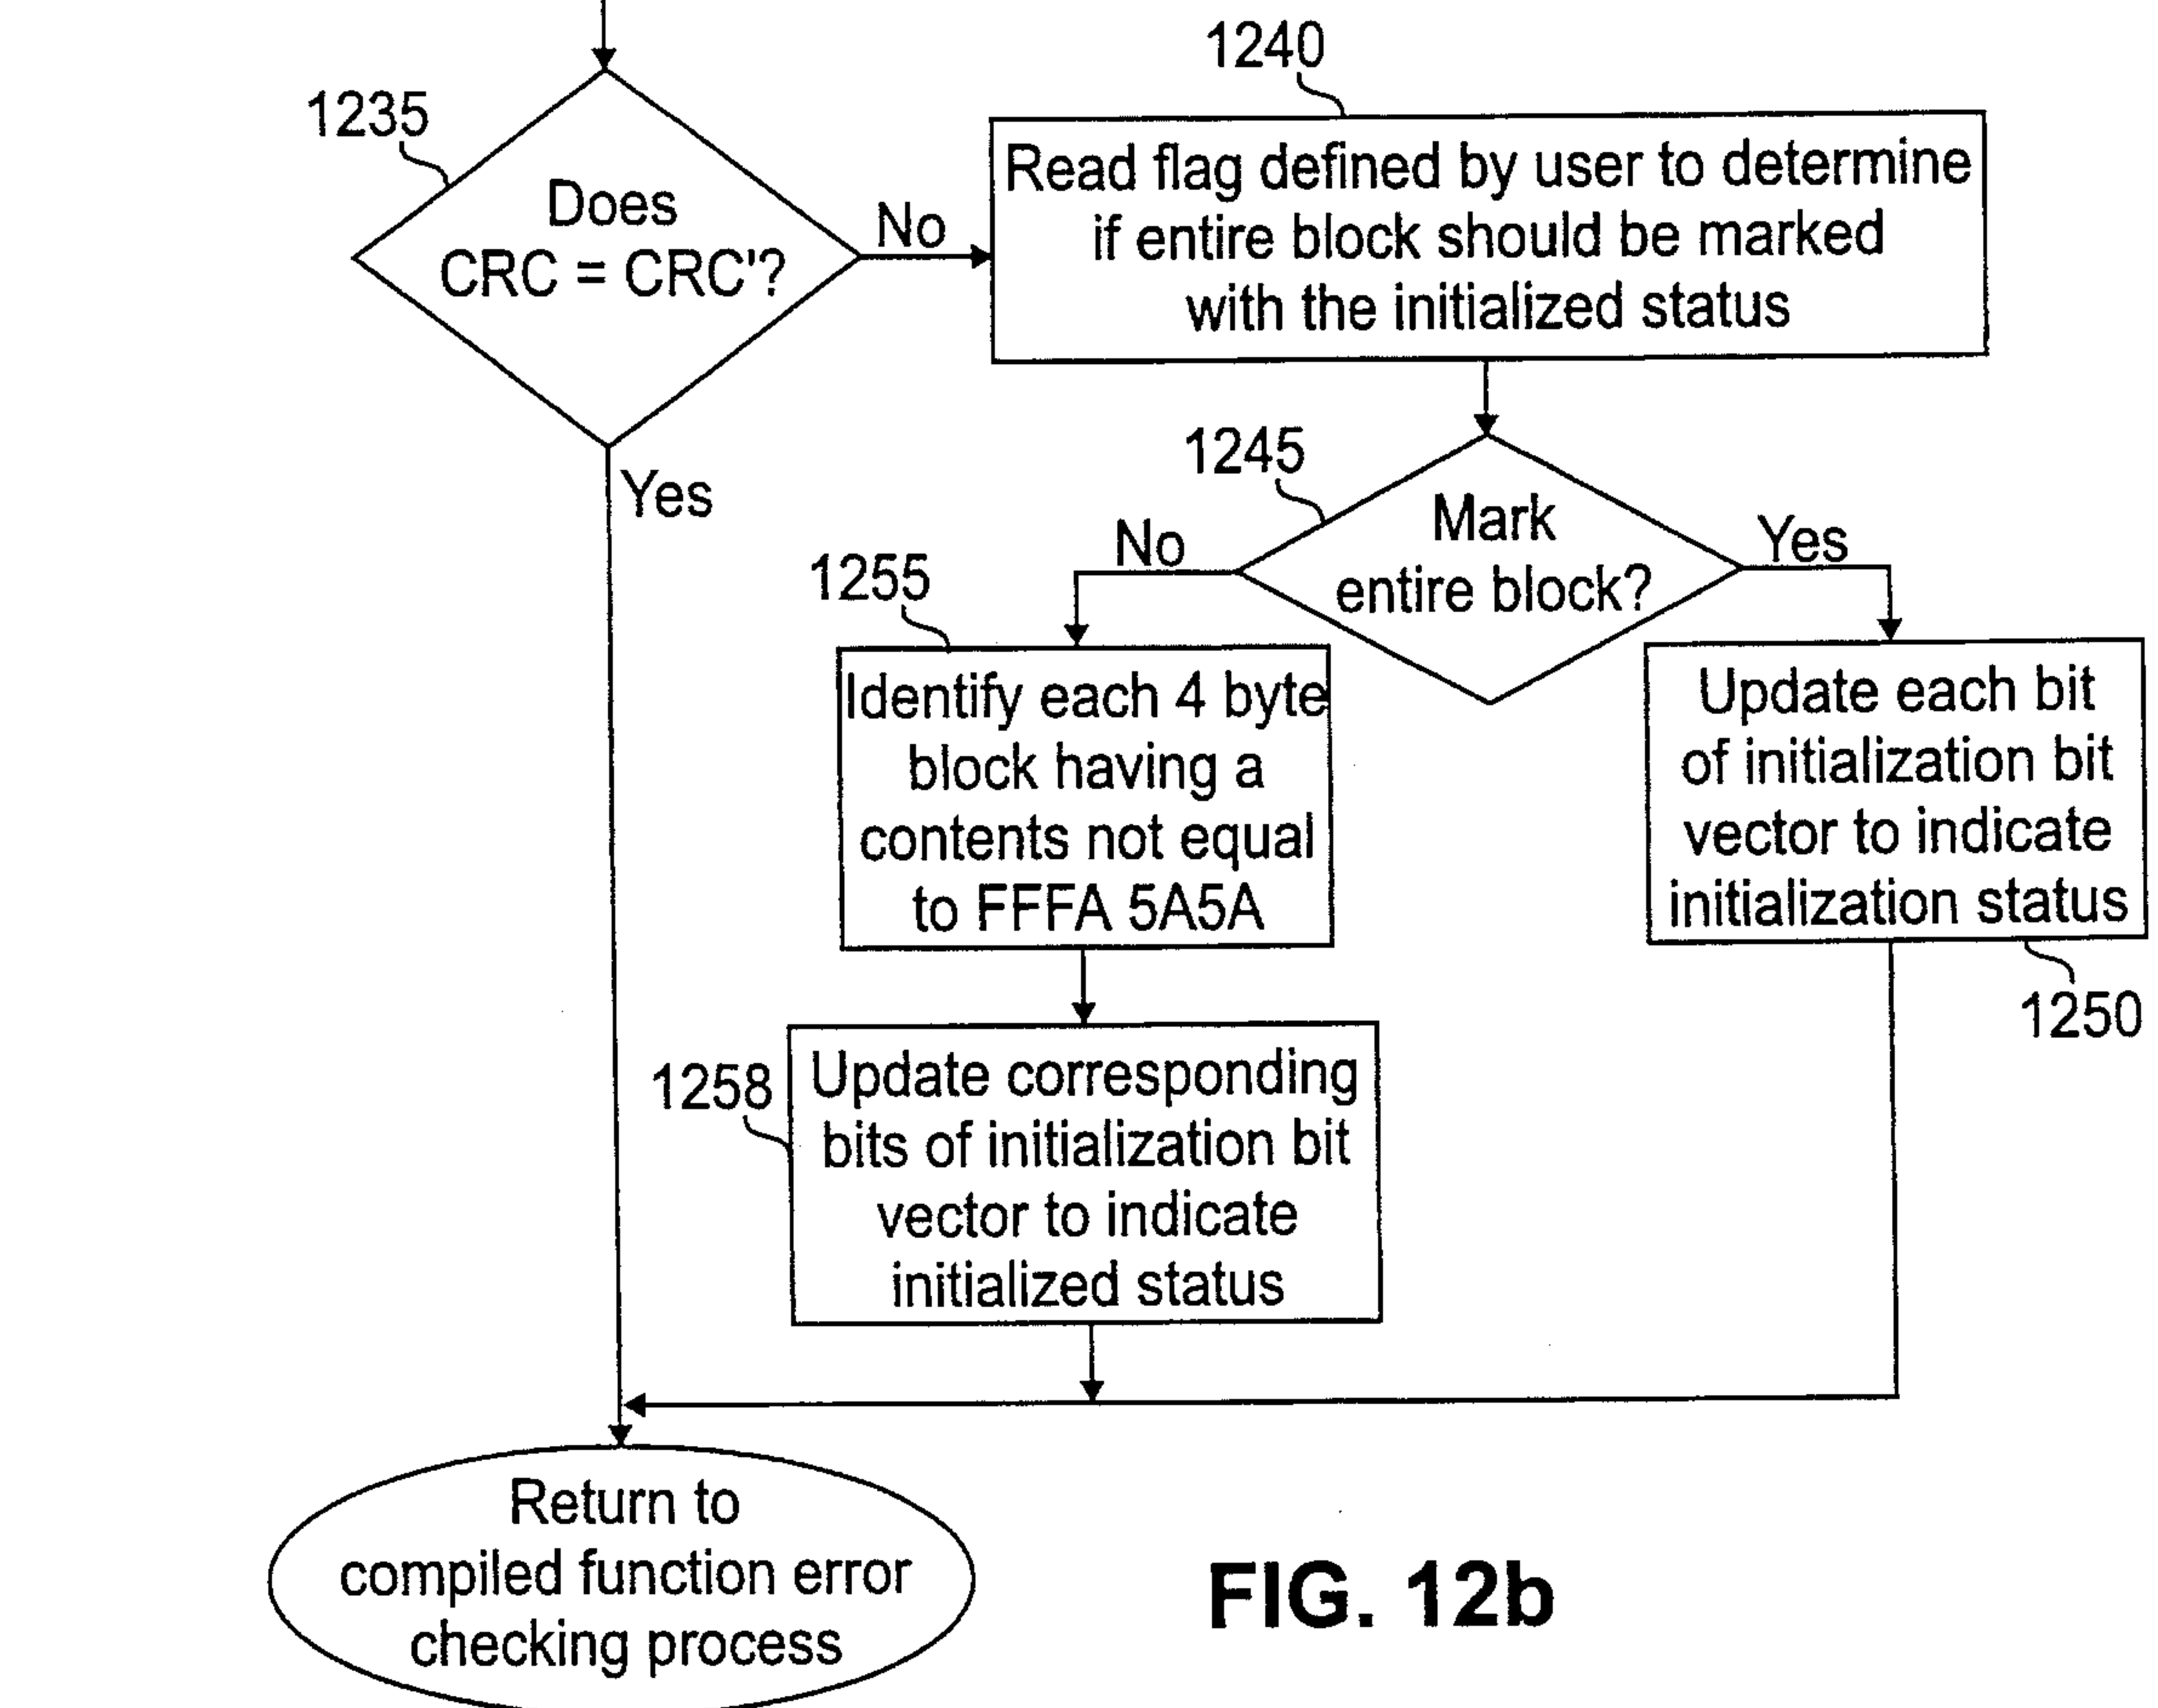 1235
Does
CRC = CRC'?
No
Yes
1240
Read flag defined by user to determine
if entire block should be marked
with the initialized status
1245
Mark
entire block?
No
Yes
1255
Identify each 4 byte
block having a
contents not equal
to FFFA 5A5A
Update each bit
of initialization bit
vector to indicate
initialization status
1250
1258
Update corresponding
bits of initialization bit
vector to indicate
initialized status
Return to
compiled function error
checking process
FIG. 12b